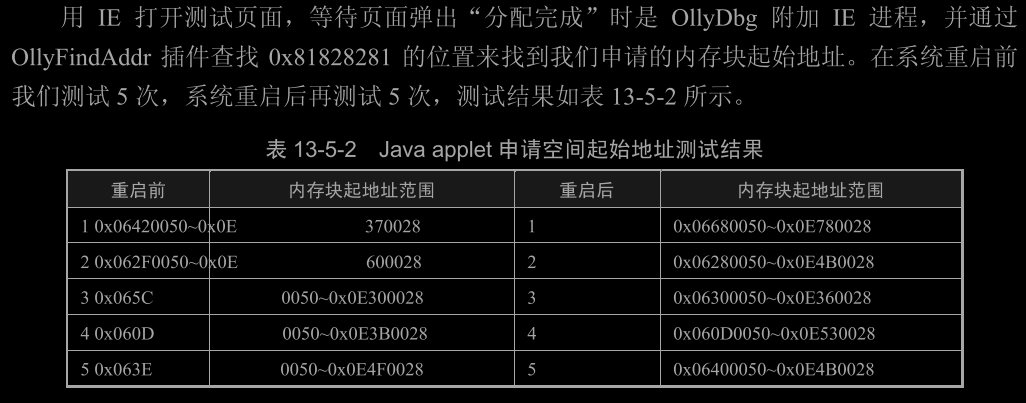 用 IE 打开测试页面，等待页面弹出“分配完成”时是 OllyDbg 附加 IE 进程，并通过
OllyFindAddr 插件查找 0x81828281 的位置来找到我们申请的内存块起始地址。在系统重启前
我们测试 5 次，系统重启后再测试 5 次，测试结果如表 13-5-2 所示。
表 13-5-2 Java applet 申请空间起始地址测试结果
重启前 内存块起地址范围 重启后 内存块起地址范围
1 0x06420050~0x0E 370028 1 0x06680050~0x0E780028
2 0x062F0050~0x0E 600028 2 0x06280050~0x0E4B0028
3 0x065C 0050~0x0E300028 3 0x06300050~0x0E360028
4 0x060D 0050~0x0E3B0028 4 0x060D0050~0x0E530028
5 0x063E 0050~0x0E4F0028 5 0x06400050~0x0E4B0028